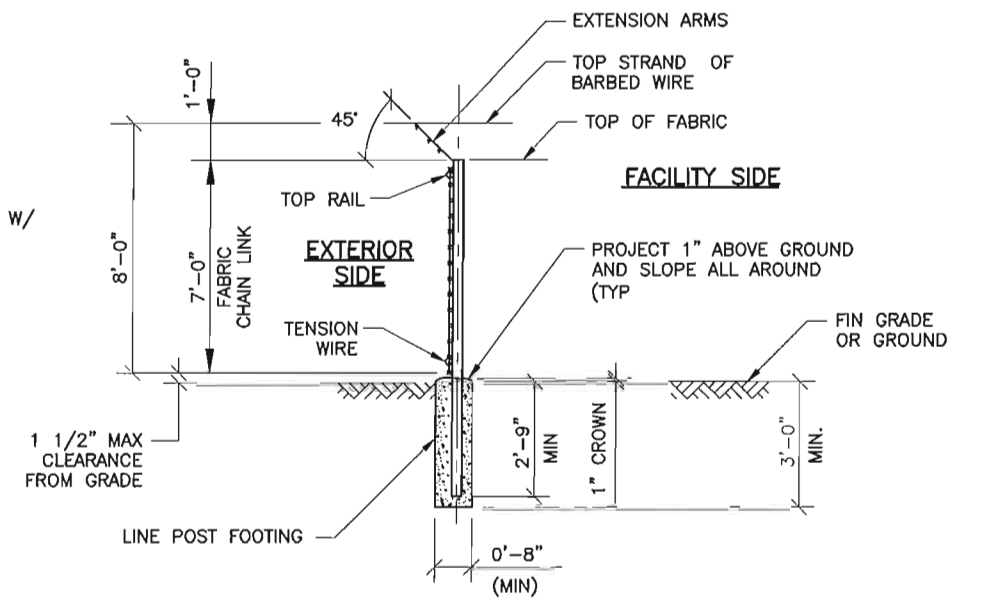 EXTENSION ARMS
TOP STRAND OF
BARBED WIRE
1'-0"
45°
TOP OF FABRIC
FACILITY SIDE
TOP RAIL
W/
8'-0"
7'-0"
FABRIC
CHAIN LINK
EXTERIOR
SIDE
PROJECT 1" ABOVE GROUND
AND SLOPE ALL AROUND
(TYP
TENSION
WIRE
FIN GRADE
OR GROUND
1 1/2" MAX
CLEARANCE
FROM GRADE
2'-9"
MIN
1" CROWN
3'-0"
MIN.
LINE POST FOOTING
0'-8"
(MIN)